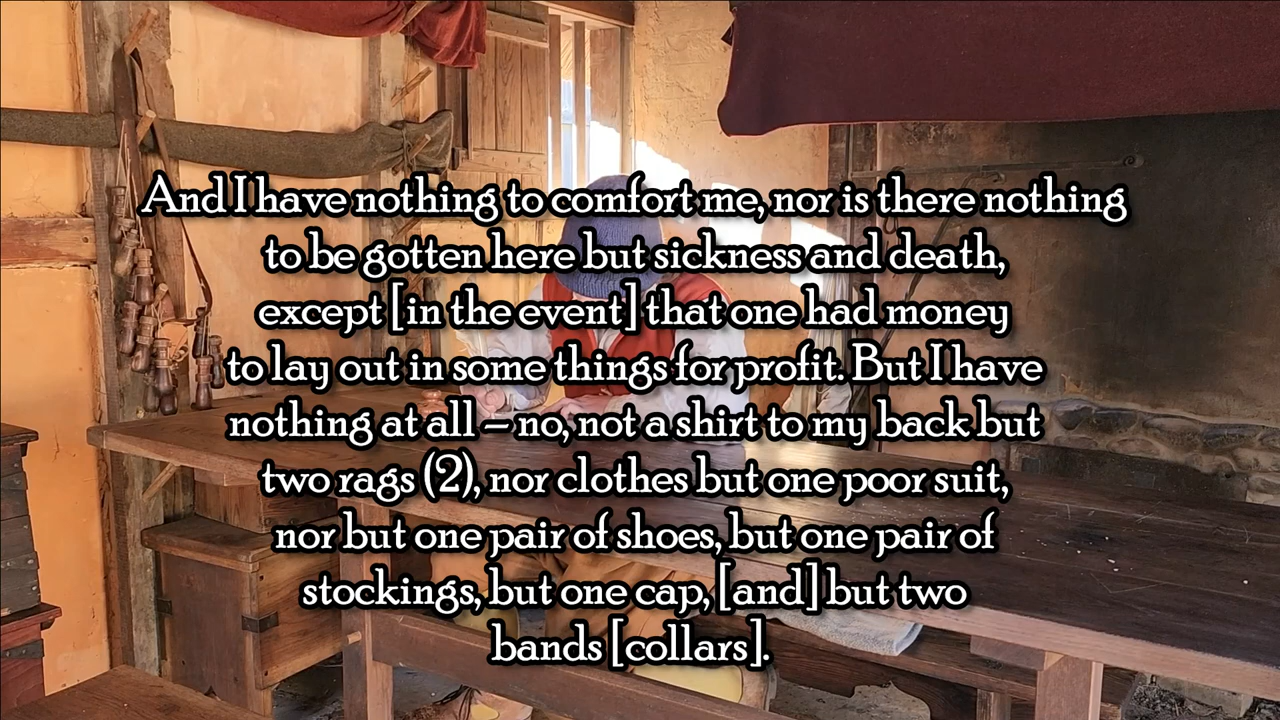 And I have nothing to comfort me, nor is there nothing
to be gotten here but sickness and death,
except [in the event] that one had money
to lay out in some things for profit. But I have
nothing at all – no, not a shirt to my back but
two rags (2), nor clothes but one poor suit,
nor but one pair of shoes, but one pair of
stockings, but one cap, [and] but two
bands [collars].